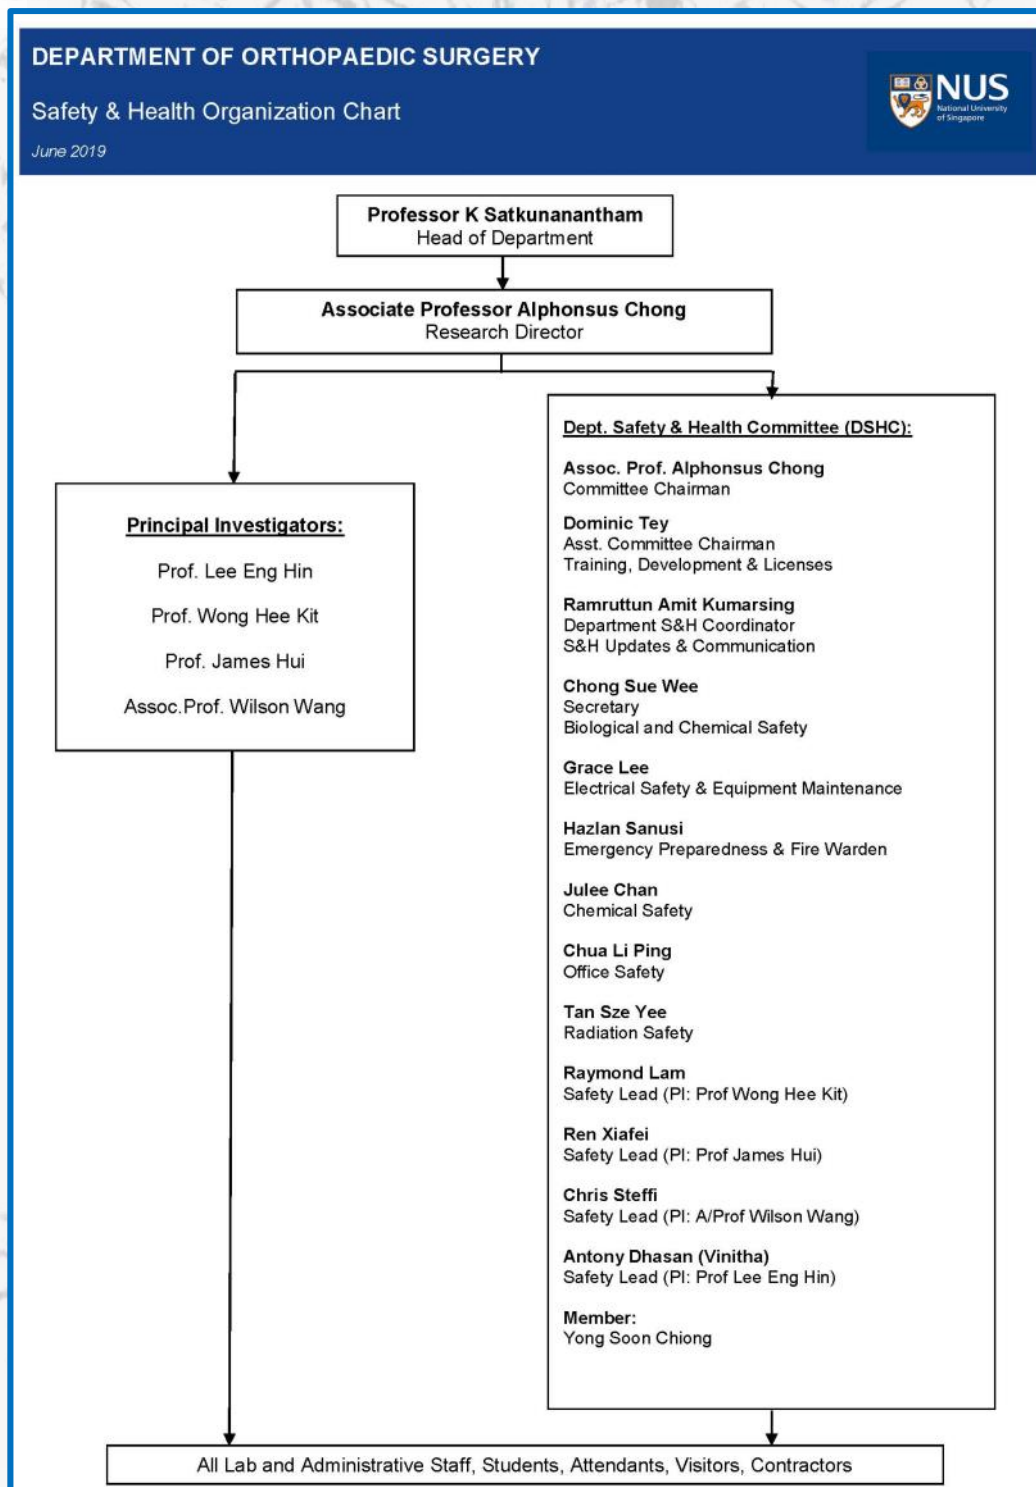 DEPARTMENT OF ORTHOPAEDIC SURGERY
Safety & Health Organization Chart
June 2019
NUS
National University
of Singapore
Professor K Satkunanantham
Head of Department
Associate Professor Alphonsus Chong
Research Director
Principal Investigators:
Prof. Lee Eng Hin
Prof. Wong Hee Kit
Prof. James Hui
Assoc.Prof. Wilson Wang
Dept. Safety & Health Committee (DSHC):
Assoc. Prof. Alphonsus Chong
Committee Chairman
Dominic Tey
Asst. Committee Chairman
Training, Development & Licenses
Ramruttun Amit Kumarsing
Department S&H Coordinator
S&H Updates & Communication
Chong Sue Wee
Secretary
Biological and Chemical Safety
Grace Lee
Electrical Safety & Equipment Maintenance
Hazlan Sanusi
Emergency Preparedness & Fire Warden
Julee Chan
Chemical Safety
Chua Li Ping
Office Safety
Tan Sze Yee
Radiation Safety
Raymond Lam
Safety Lead (PI: Prof Wong Hee Kit)
Ren Xiafei
Safety Lead (PI: Prof James Hui)
Chris Steffi
Safety Lead (PI: A/Prof Wilson Wang)
Antony Dhasan (Vinitha)
Safety Lead (PI: Prof Lee Eng Hin)
Member:
Yong Soon Chiong
All Lab and Administrative Staff, Students, Attendants, Visitors, Contractors